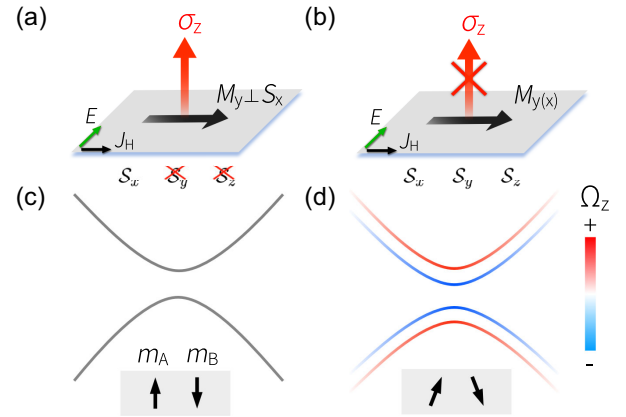 (a)
σz
My⊥Sx
E
JH
𝒮x 𝒮y 𝒮z
(b)
σz
My(x)
E
JH
𝒮x 𝒮y 𝒮z
(c)
mA mB
(d)
Ωz
+
-